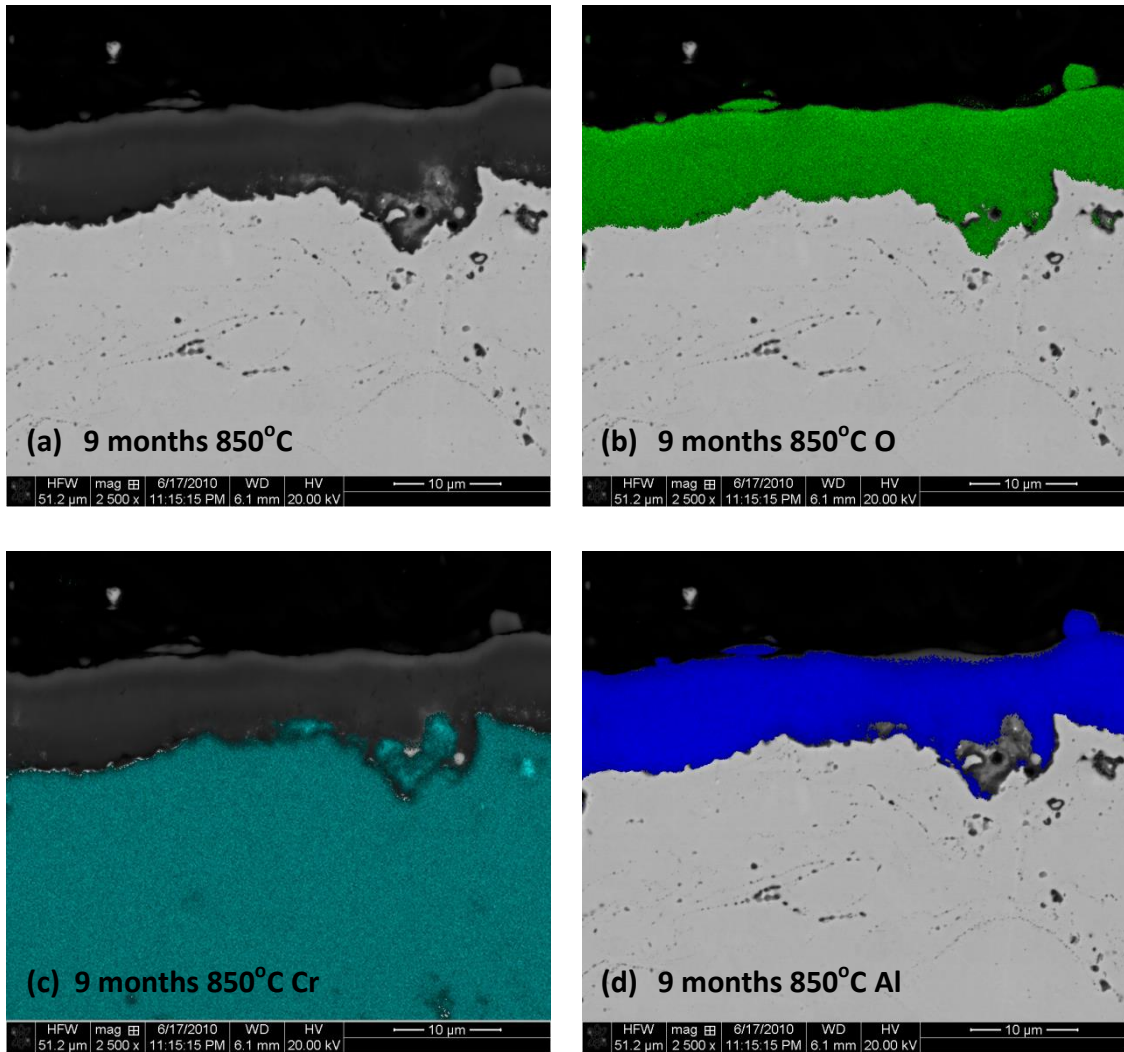 (a) 9 months 850°C
HFW mag ⊞ 6/17/2010 WD HV 10 µm
51.2 µm 2 500 x 11:15:15 PM 6.1 mm 20.00 kV
(b) 9 months 850°C O
HFW mag ⊞ 6/17/2010 WD HV 10 µm
51.2 µm 2 500 x 11:15:15 PM 6.1 mm 20.00 kV
(c) 9 months 850°C Cr
HFW mag ⊞ 6/17/2010 WD HV 10 µm
51.2 µm 2 500 x 11:15:15 PM 6.1 mm 20.00 kV
(d) 9 months 850°C Al
HFW mag ⊞ 6/17/2010 WD HV 10 µm
51.2 µm 2 500 x 11:15:15 PM 6.1 mm 20.00 kV